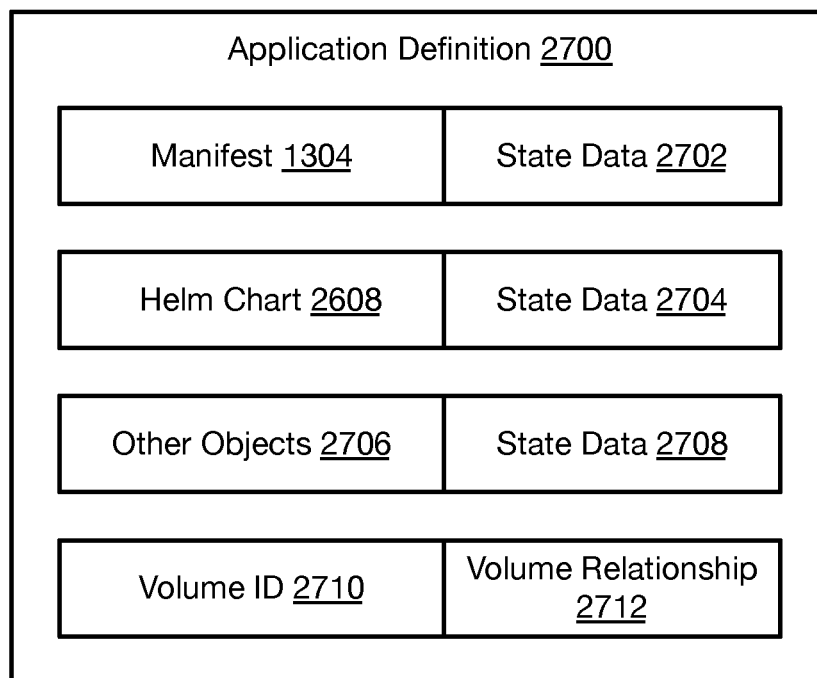 Application Definition 2700
Manifest 1304
State Data 2702
Helm Chart 2608
State Data 2704
Other Objects 2706
State Data 2708
Volume ID 2710
Volume Relationship
2712